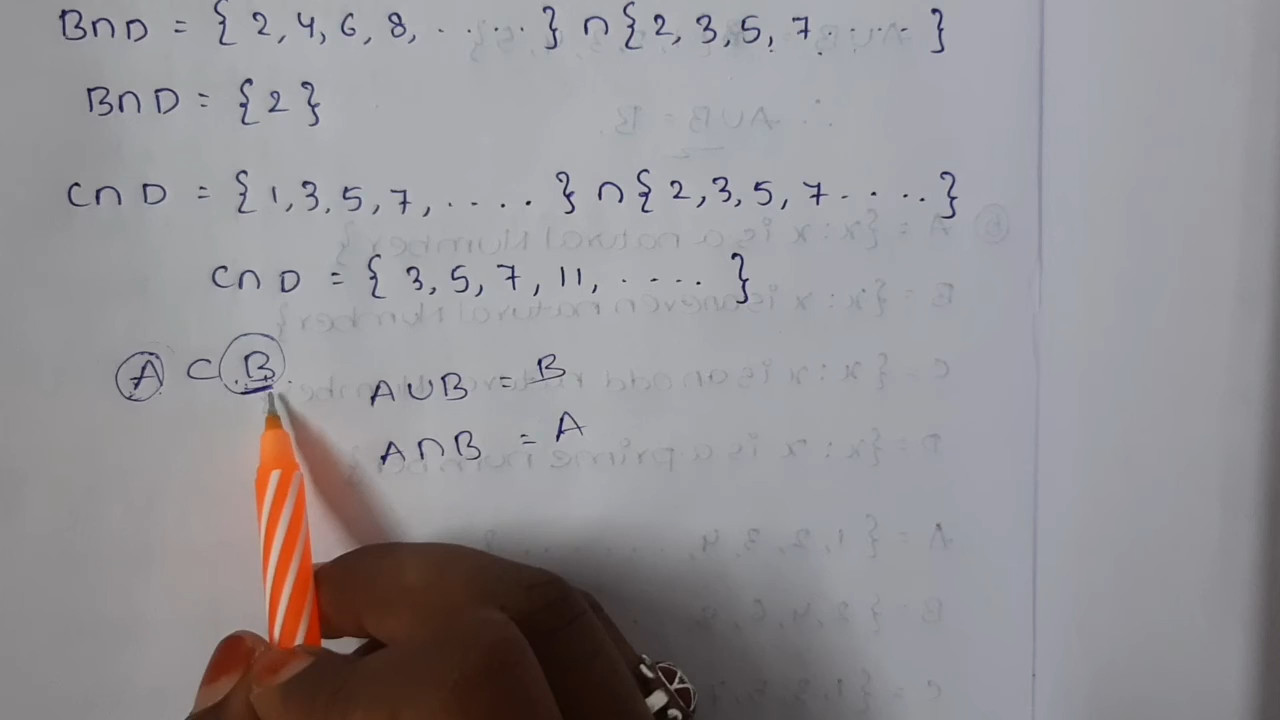 B∩D = { 2, 4, 6, 8, ...... } ∩ { 2, 3, 5, 7 ..... }
B∩D = { 2 }
C∩D = { 1, 3, 5, 7, ..... } ∩ { 2, 3, 5, 7 ..... }
C∩D = { 3, 5, 7, 11, ..... }
A ⊂ B. A∪B = B
A∩B = A